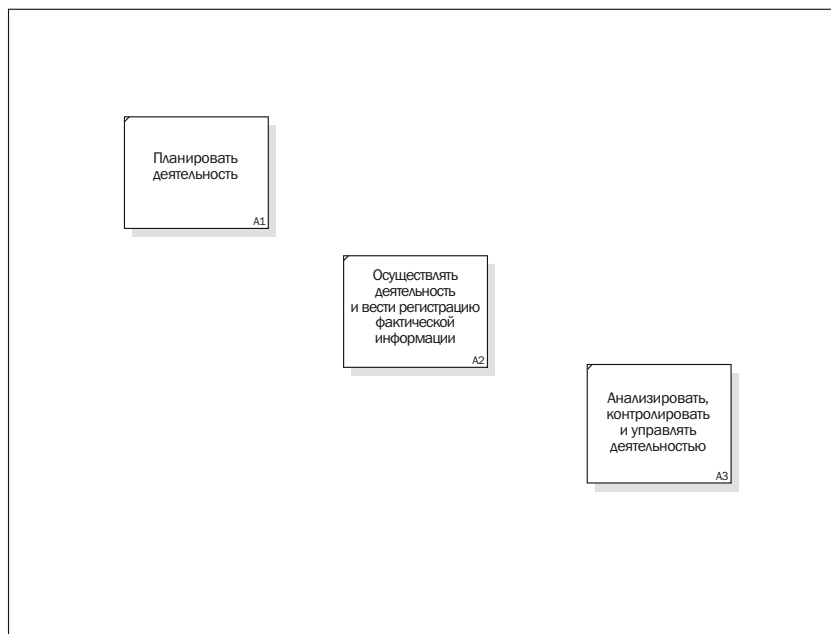 Планировать
деятельность
A1
Осуществлять
деятельность
и вести регистрацию
фактической
информации
A2
Анализировать,
контролировать
и управлять
деятельностью
A3